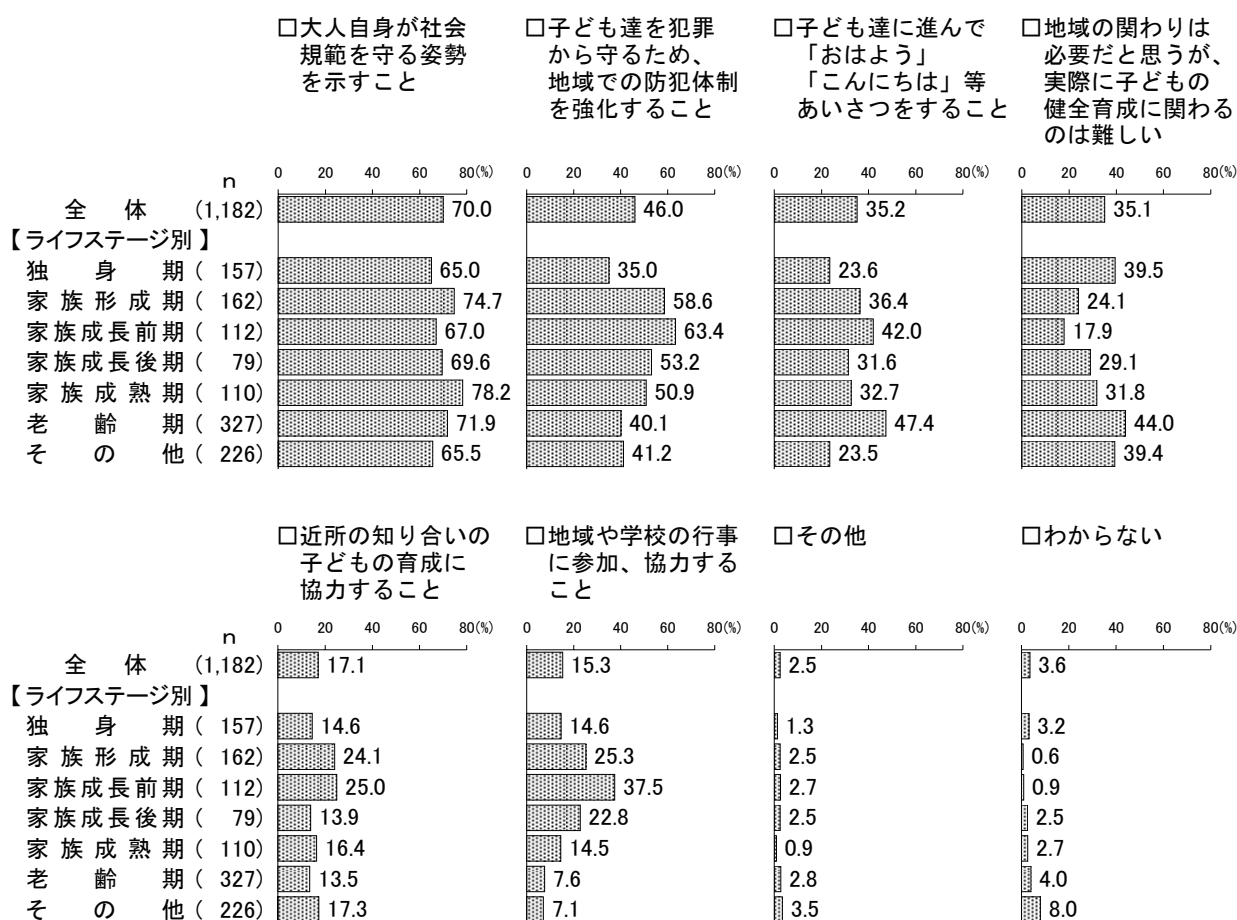 □大人自身が社会
規範を守る姿勢
を示すこと
□子ども達を犯罪
から守るため、
地域での防犯体制
を強化すること
□子ども達に進んで
「おはよう」
「こんにちは」等
あいさつをすること
□地域の関わりは
必要だと思うが、
実際に子どもの
健全育成に関わる
のは難しい
n 0 20 40 60 80(%) 0 20 40 60 80(%) 0 20 40 60 80(%) 0 20 40 60 80(%)
全体 (1,182) 70.0 46.0 35.2 35.1
【ライフステージ別】
独身期( 157) 65.0 35.0 23.6 39.5
家族形成期( 162) 74.7 58.6 36.4 24.1
家族成長前期( 112) 67.0 63.4 42.0 17.9
家族成長後期( 79) 69.6 53.2 31.6 29.1
家族成熟期( 110) 78.2 50.9 32.7 31.8
老齢期( 327) 71.9 40.1 47.4 44.0
その他( 226) 65.5 41.2 23.5 39.4
□近所の知り合いの
子どもの育成に
協力すること
□地域や学校の行事
に参加、協力する
こと
□その他
□わからない
n 0 20 40 60 80(%) 0 20 40 60 80(%) 0 20 40 60 80(%) 0 20 40 60 80(%)
全体 (1,182) 17.1 15.3 2.5 3.6
【ライフステージ別】
独身期( 157) 14.6 14.6 1.3 3.2
家族形成期( 162) 24.1 25.3 2.5 0.6
家族成長前期( 112) 25.0 37.5 2.7 0.9
家族成長後期( 79) 13.9 22.8 2.5 2.5
家族成熟期( 110) 16.4 14.5 0.9 2.7
老齢期( 327) 13.5 7.6 2.8 4.0
その他( 226) 17.3 7.1 3.5 8.0